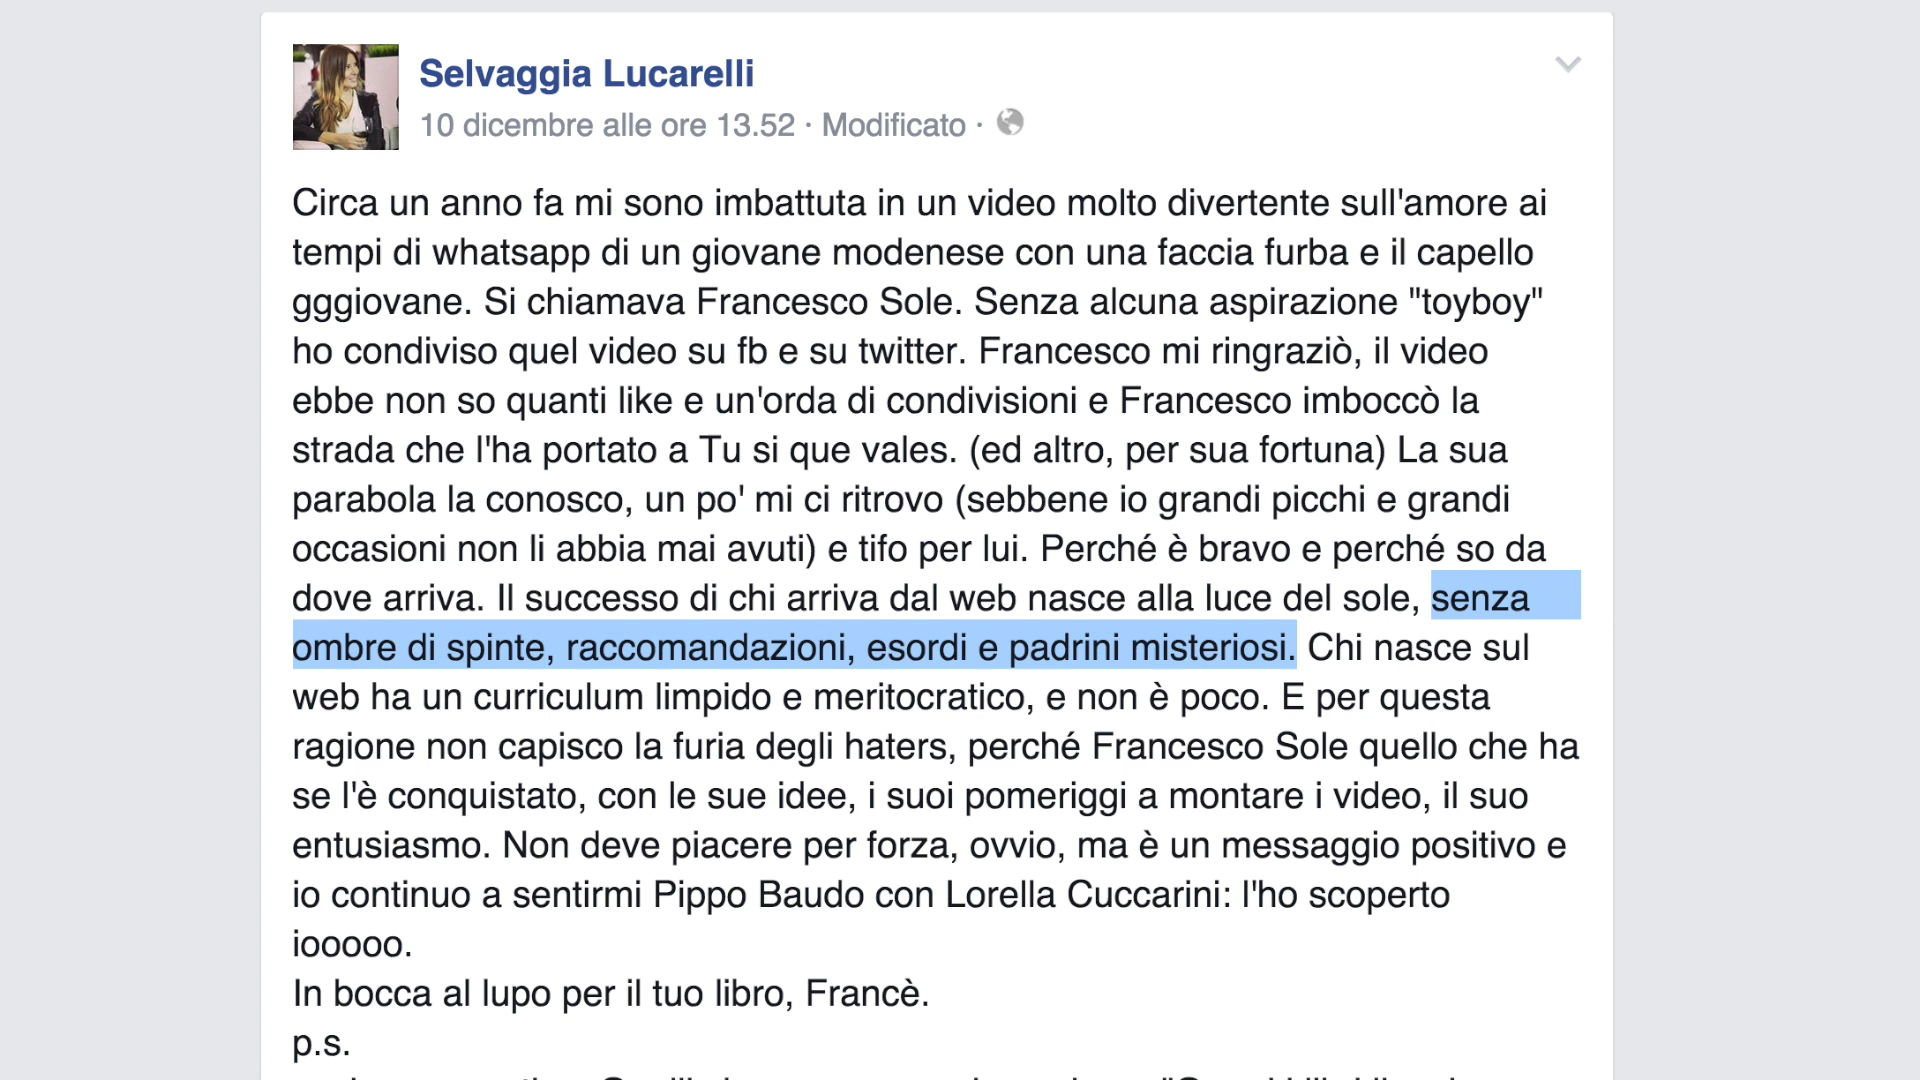 Selvaggia Lucarelli
10 dicembre alle ore 13.52 · Modificato ·
Circa un anno fa mi sono imbattuta in un video molto divertente sull'amore ai
tempi di whatsapp di un giovane modenese con una faccia furba e il capello
gggiovane. Si chiamava Francesco Sole. Senza alcuna aspirazione "toyboy"
ho condiviso quel video su fb e su twitter. Francesco mi ringraziò, il video
ebbe non so quanti like e un'orda di condivisioni e Francesco imboccò la
strada che l'ha portato a Tu si que vales. (ed altro, per sua fortuna) La sua
parabola la conosco, un po' mi ci ritrovo (sebbene io grandi picchi e grandi
occasioni non li abbia mai avuti) e tifo per lui. Perché è bravo e perché so da
dove arriva. Il successo di chi arriva dal web nasce alla luce del sole, senza
ombre di spinte, raccomandazioni, esordi e padrini misteriosi. Chi nasce sul
web ha un curriculum limpido e meritocratico, e non è poco. E per questa
ragione non capisco la furia degli haters, perché Francesco Sole quello che ha
se l'è conquistato, con le sue idee, i suoi pomeriggi a montare i video, il suo
entusiasmo. Non deve piacere per forza, ovvio, ma è un messaggio positivo e
io continuo a sentirmi Pippo Baudo con Lorella Cuccarini: l'ho scoperto
iooooo.
In bocca al lupo per il tuo libro, Francè.
p.s.